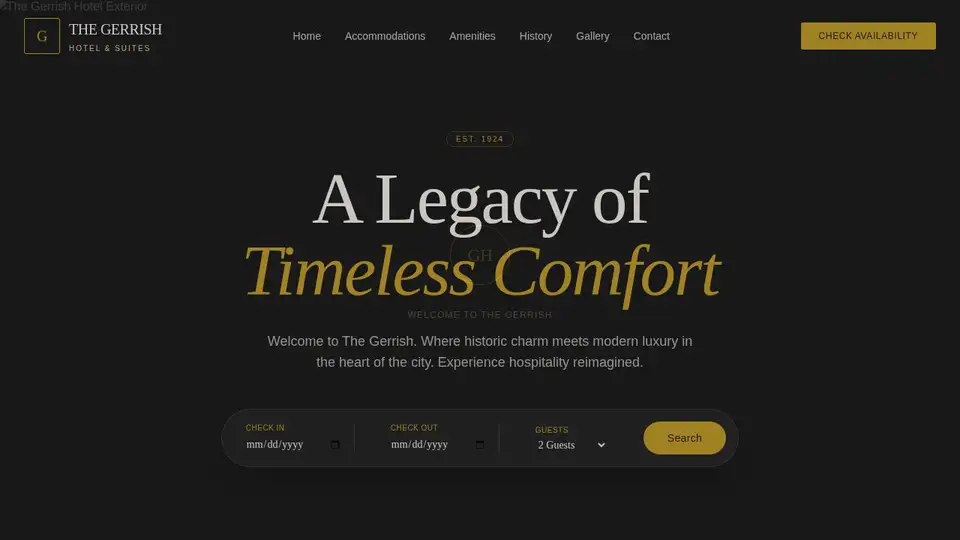 The Gerrish Hotel Exterior
G
THE GERRISH
HOTEL & SUITES
Home
Accommodations
Amenities
History
Gallery
Contact
CHECK AVAILABILITY
EST. 1924
A Legacy of
GH
Timeless Comfort
WELCOME TO THE GERRISH
Welcome to The Gerrish. Where historic charm meets modern luxury in
the heart of the city. Experience hospitality reimagined.
CHECK IN
mm/dd/yyyy
CHECK OUT
mm/dd/yyyy
GUESTS
2 Guests
Search